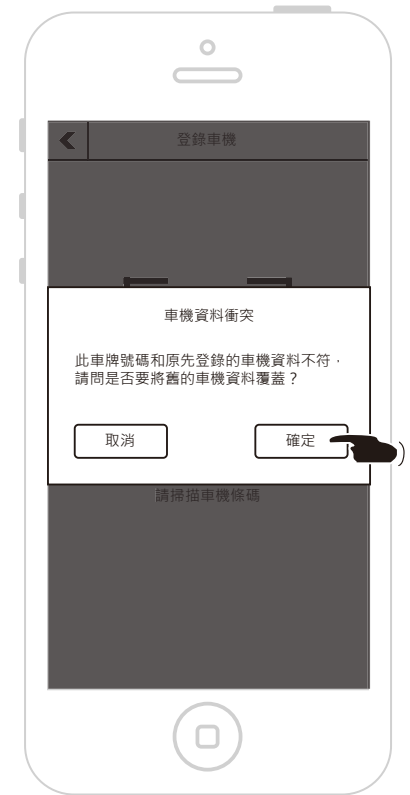 登錄車機
車機資料衝突
此車牌號碼和原先登錄的車機資料不符，
請問是否要將舊的車機資料覆蓋？
取消
確定
請掃描車機條碼